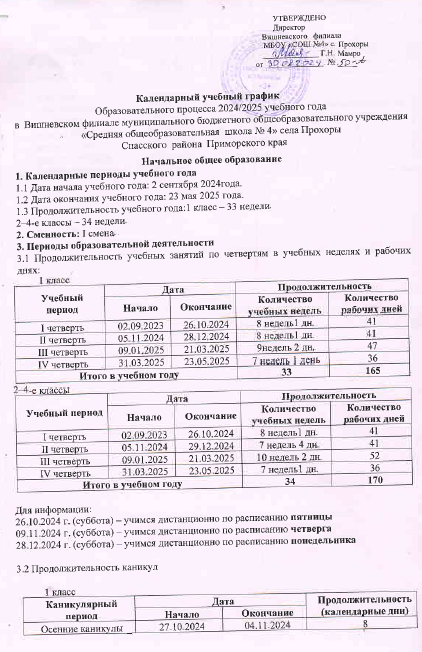 УТВЕРЖДЕНО
Директор
Вишневского филиала
МБОУ «СОШ №4» с. Прохоры
Г.Н. Мамро
от 30.08.2024 № 50-а
Календарный учебный график
Образовательного процесса 2024/2025 учебного года
в Вишневском филиале муниципального бюджетного общеобразовательного учреждения
«Средняя общеобразовательная школа № 4» села Прохоры
Спасского района Приморского края
Начальное общее образование
1. Календарные периоды учебного года
1.1 Дата начала учебного года: 2 сентября 2024года.
1.2 Дата окончания учебного года: 23 мая 2025 года.
1.3 Продолжительность учебного года:1 класс – 33 недели.
2–4-е классы – 34 недели.
2. Сменность: I смена.
3. Периоды образовательной деятельности
3.1 Продолжительность учебных занятий по четвертям в учебных неделях и рабочих
днях:
1 класс
Учебный период Дата Продолжительность
Начало Окончание Количество учебных недель Количество рабочих дней
I четверть 02.09.2023 26.10.2024 8 недель1 дн. 41
II четверть 05.11.2024 28.12.2024 8 недель1 дн. 41
III четверть 09.01.2025 21.03.2025 9недель 2 дн. 47
IV четверть 31.03.2025 23.05.2025 7 недель 1 день 36
Итого в учебном году 33 165
2–4-е классы
Учебный период Дата Продолжительность
Начало Окончание Количество учебных недель Количество рабочих дней
I четверть 02.09.2023 26.10.2024 8 недель1 дн. 41
II четверть 05.11.2024 29.12.2024 7 недель 4 дн. 41
III четверть 09.01.2025 21.03.2025 10 недель 2 дн. 52
IV четверть 31.03.2025 23.05.2025 7 недель1 дн. 36
Итого в учебном году 34 170
Для информации:
26.10.2024 г. (суббота) – учимся дистанционно по расписанию пятницы
09.11.2024 г. (суббота) – учимся дистанционно по расписанию четверга
28.12.2024 г. (суббота) – учимся дистанционно по расписанию понедельника
3.2 Продолжительность каникул
1 класс
Каникулярный период Дата Продолжительность (календарные дни)
Начало Окончание
Осенние каникулы 27.10.2024 04.11.2024 8